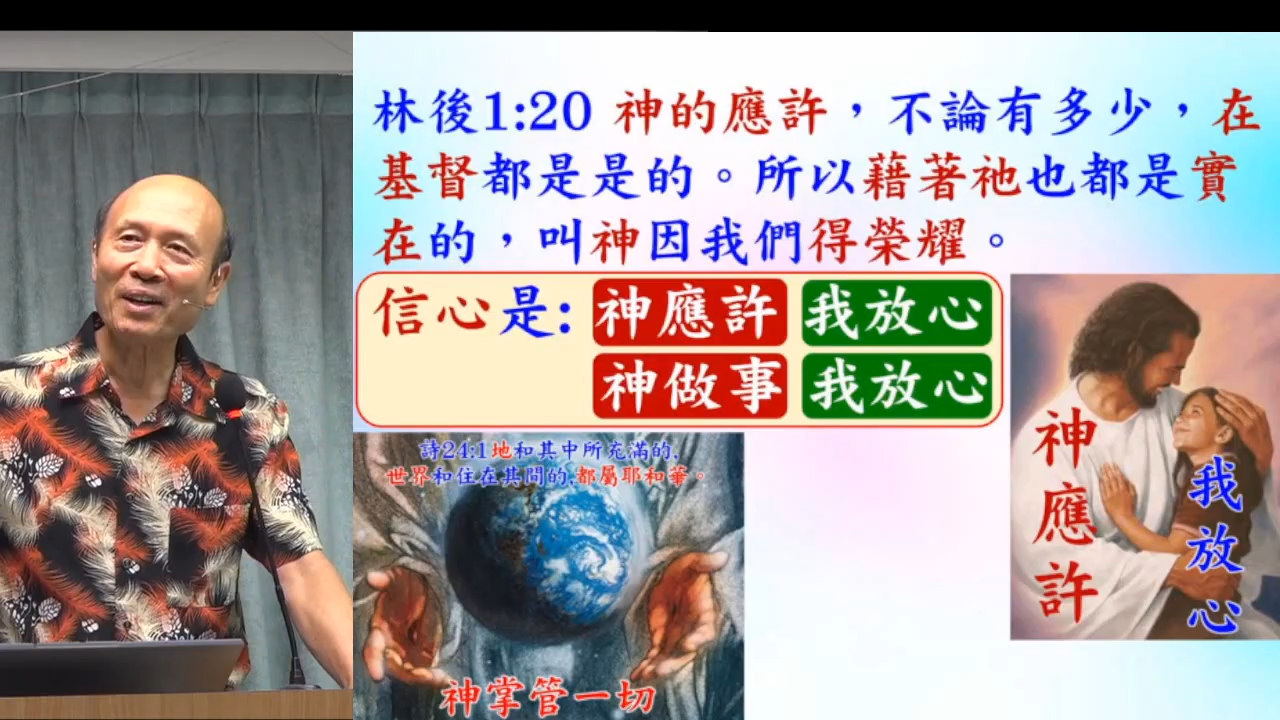 林後1:20 神的應許，不論有多少，在
基督都是是的。所以藉著祂也都是實
在的，叫神因我們得榮耀。
信心是: 神應許 我放心
神做事 我放心
詩24:1地和其中所充滿的,
世界和住在其間的,都屬耶和華。
神掌管一切
神應許
我放心